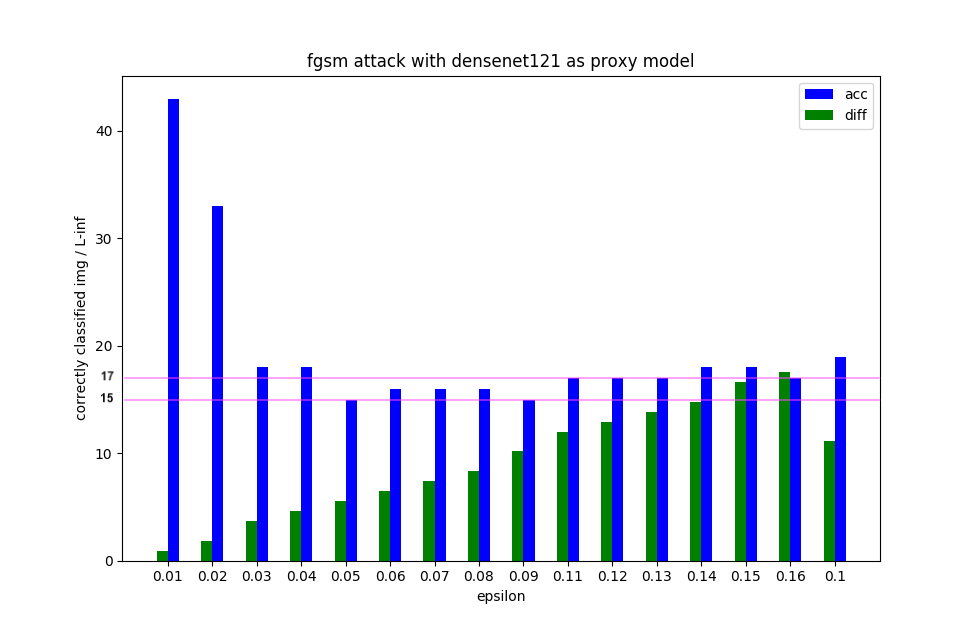 fgsm attack with densenet121 as proxy model
acc
diff
correctly classified img / L-inf
40
30
20
17
15
10
0
0.01 0.02 0.03 0.04 0.05 0.06 0.07 0.08 0.09 0.11 0.12 0.13 0.14 0.15 0.16 0.1
epsilon